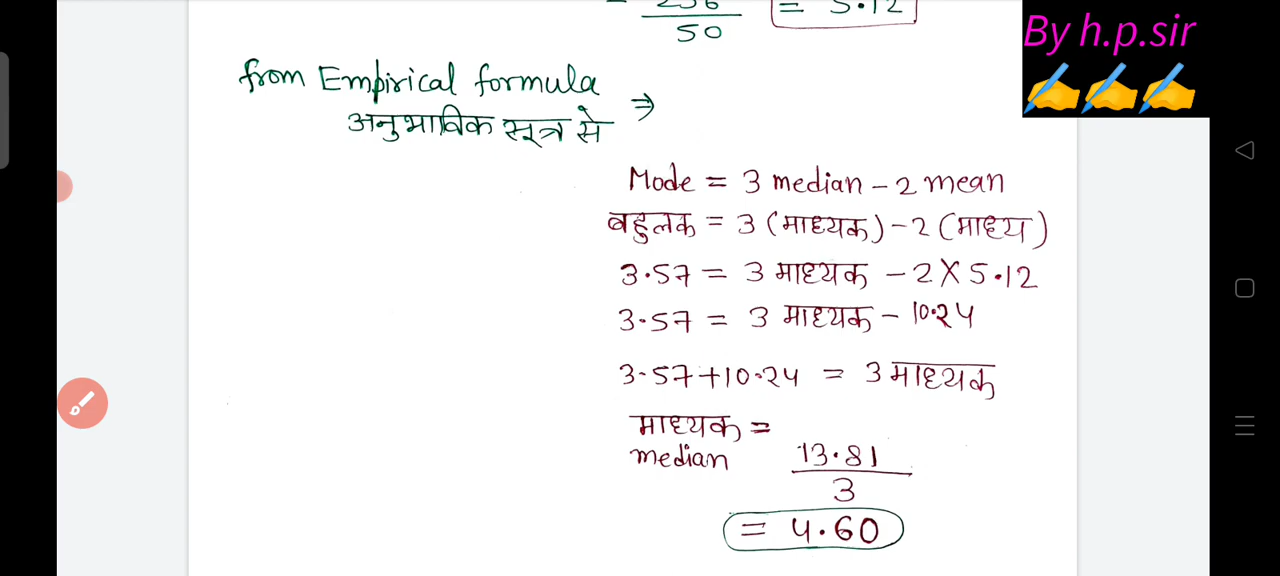 = 256/50 = 5.12
By h.p.sir
from Empirical formula
अनुभाविक सूत्र से ⇒
Mode = 3 median - 2 mean
बहुलक = 3 (माध्यक) - 2 (माध्य)
3.57 = 3 माध्यक - 2 X 5.12
3.57 = 3 माध्यक - 10.24
3.57+10.24 = 3 माध्यक
माध्यक =
median 13.81/3
= 4.60